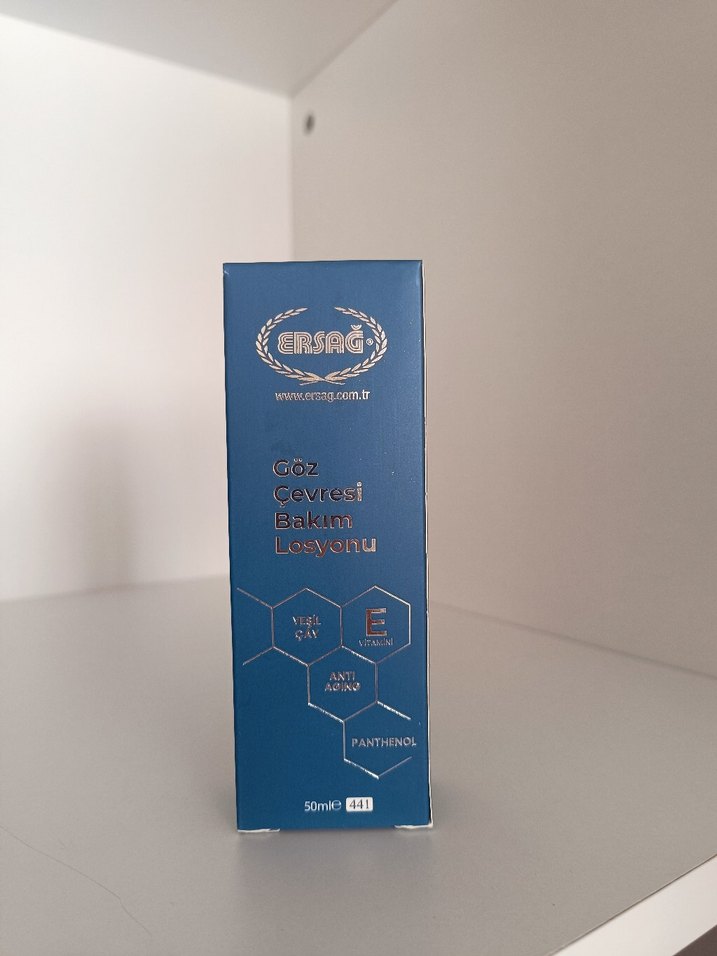 ERSAĞ®
www.ersag.com.tr
Göz
Çevresi
Bakım
Losyonu
YEŞİL
ÇAY
E
VİTAMİNİ
ANTI
AGING
PANTHENOL
50ml℮ 441